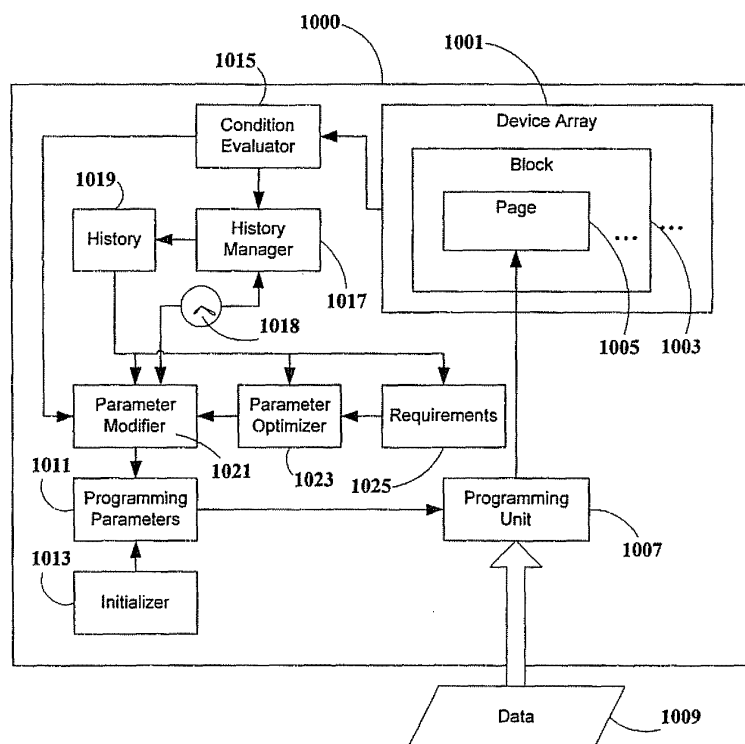 1000
1015
1001
Condition
Evaluator
Device Array
Block
1019
Page
History
History
Manager
...
...
1017
1018
1005
1003
Parameter
Modifier
Parameter
Optimizer
Requirements
1011
1021
1023
1025
Programming
Parameters
Programming
Unit
1007
1013
Initializer
Data
1009